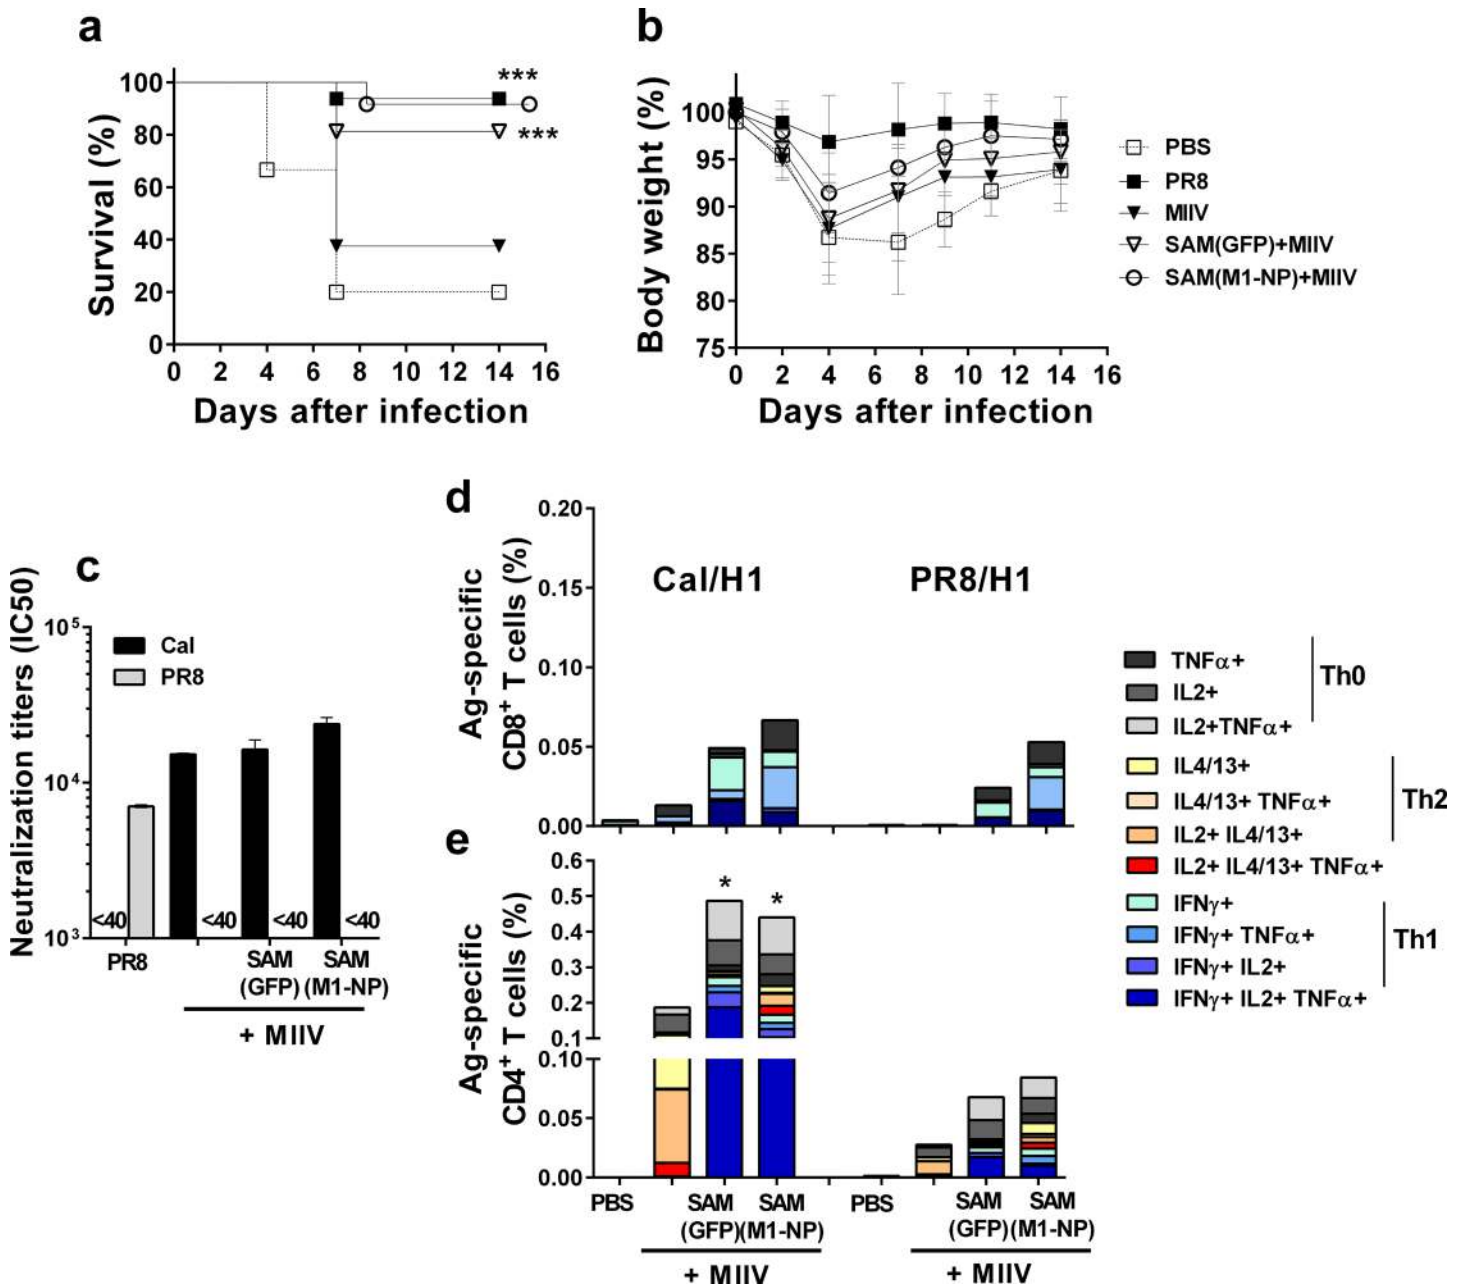 a
Survival (%)
100
80
60
40
20
0
***
***
0 2 4 6 8 10 12 14 16
Days after infection
b
Body weight (%)
100
95
90
85
80
75
0 2 4 6 8 10 12 14 16
Days after infection
PBS
PR8
MIIV
SAM(GFP)+MIIV
SAM(M1-NP)+MIIV
c
Neutralization titers (IC50)
10⁵
10⁴
10³
Cal
PR8
<40 <40 <40 <40
PR8 SAM (GFP) SAM (M1-NP)
+ MIIV
d
Ag-specific
CD8⁺ T cells (%)
0.20
0.15
0.10
0.05
0.00
Cal/H1 PR8/H1
e
Ag-specific
CD4⁺ T cells (%)
0.6
0.5
0.4
0.3
0.2
0.1
0.10
0.05
0.00
* *
PBS SAM SAM PBS SAM SAM
(GFP)(M1-NP) (GFP)(M1-NP)
+ MIIV + MIIV
TNFα+
IL2+
IL2+TNFα+
Th0
IL4/13+
IL4/13+ TNFα+
IL2+ IL4/13+
Th2
IL2+ IL4/13+ TNFα+
IFNγ+
IFNγ+ TNFα+
IFNγ+ IL2+
Th1
IFNγ+ IL2+ TNFα+